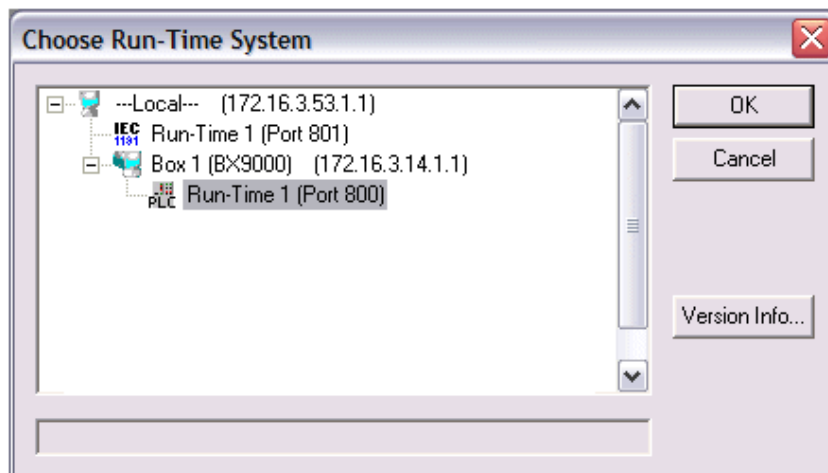 Choose Run-Time System
---Local--- (172.16.3.53.1.1)
IEC 1131 Run-Time 1 (Port 801)
Box 1 (BX9000) (172.16.3.14.1.1)
PLC Run-Time 1 (Port 800)
OK
Cancel
Version Info...